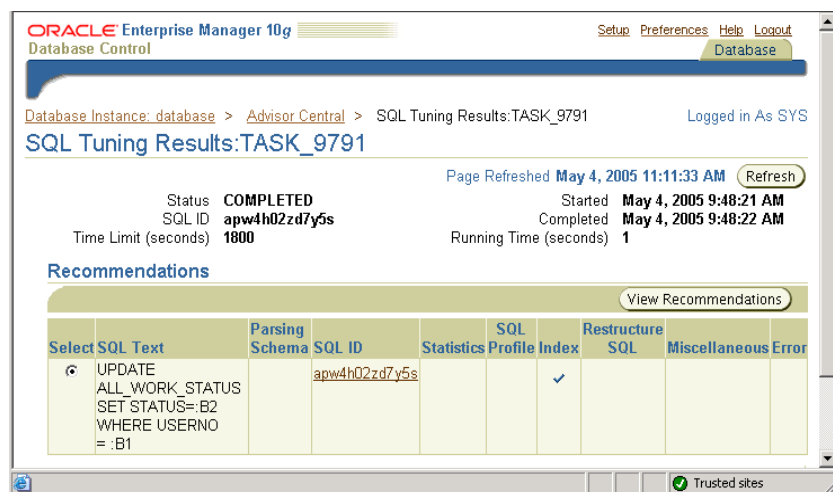 ORACLE Enterprise Manager 10g
Database Control
Setup Preferences Help Logout
Database
Database Instance: database > Advisor Central > SQL Tuning Results:TASK_9791
Logged in As SYS
SQL Tuning Results:TASK_9791
Page Refreshed May 4, 2005 11:11:33 AM Refresh
Status COMPLETED
SQL ID apw4h02zd7y5s
Time Limit (seconds) 1800
Started May 4, 2005 9:48:21 AM
Completed May 4, 2005 9:48:22 AM
Running Time (seconds) 1
Recommendations
View Recommendations
Select SQL Text Parsing Schema SQL ID Statistics SQL Profile Index Restructure SQL Miscellaneous Error
UPDATE
ALL_WORK_STATUS
SET STATUS=:B2
WHERE USERNO
= :B1
apw4h02zd7y5s
Trusted sites